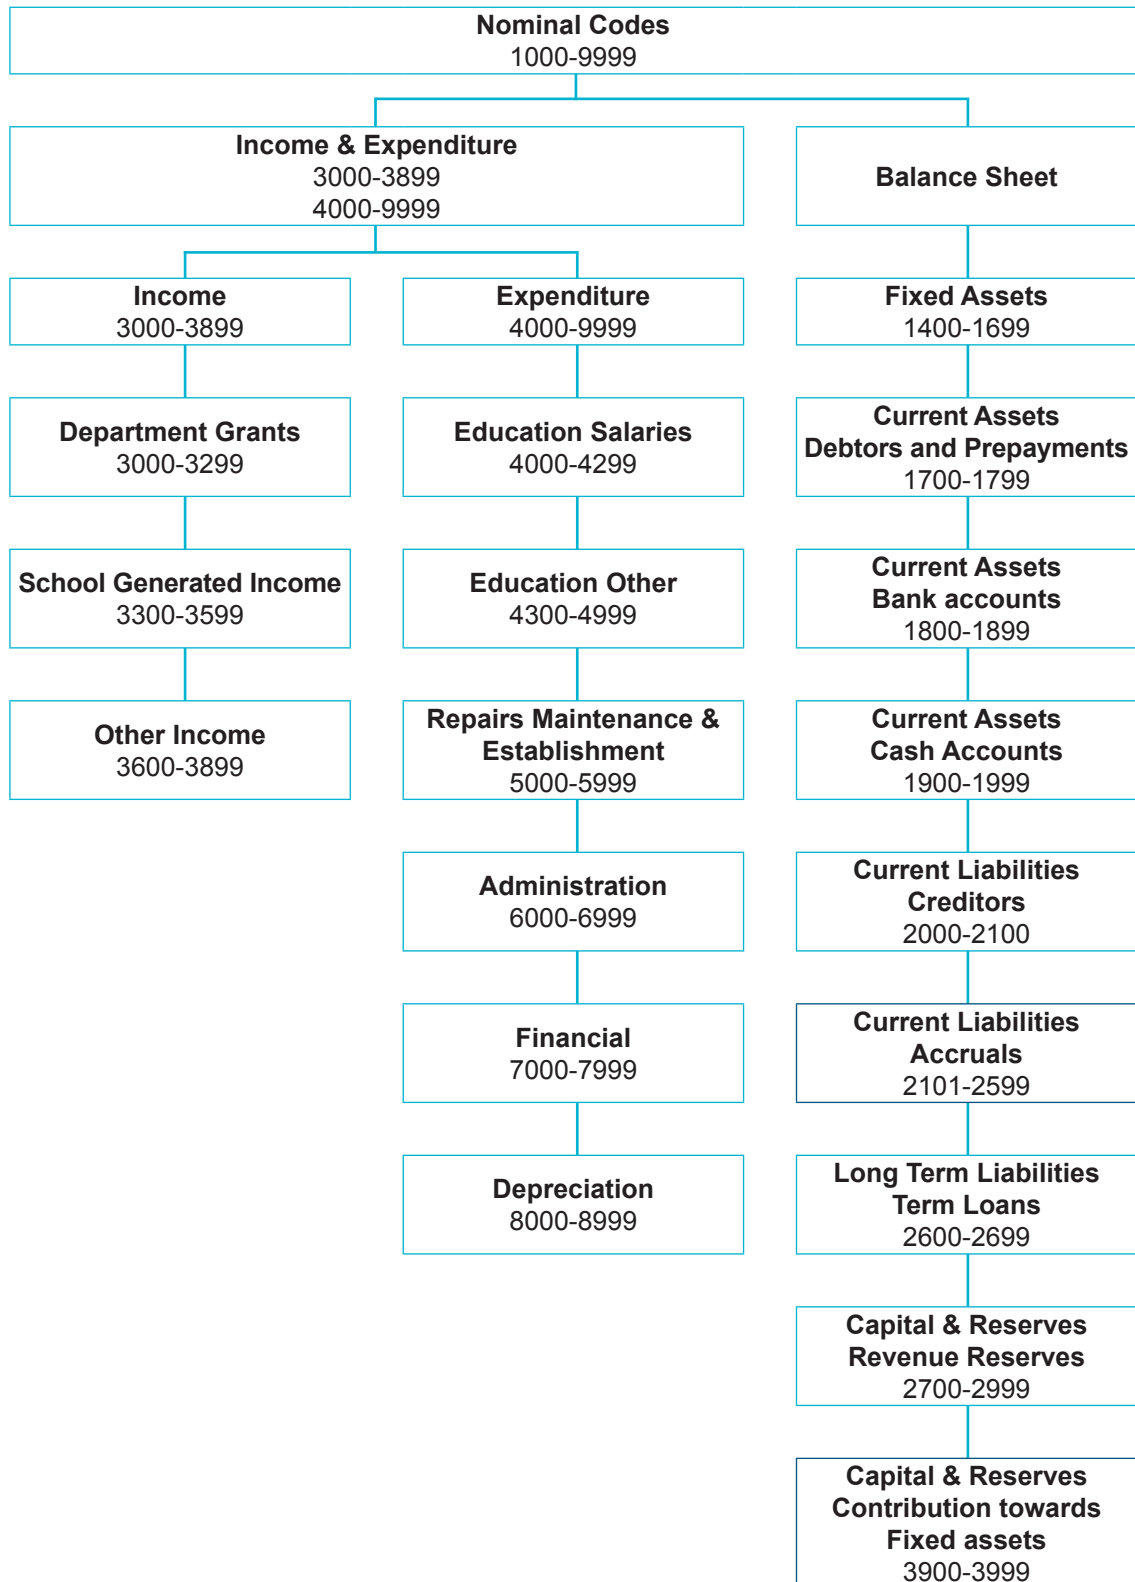 Nominal Codes
1000-9999
Income & Expenditure
3000-3899
4000-9999
Balance Sheet
Income
3000-3899
Expenditure
4000-9999
Fixed Assets
1400-1699
Department Grants
3000-3299
Education Salaries
4000-4299
Current Assets
Debtors and Prepayments
1700-1799
School Generated Income
3300-3599
Education Other
4300-4999
Current Assets
Bank accounts
1800-1899
Other Income
3600-3899
Repairs Maintenance &
Establishment
5000-5999
Current Assets
Cash Accounts
1900-1999
Administration
6000-6999
Current Liabilities
Creditors
2000-2100
Financial
7000-7999
Current Liabilities
Accruals
2101-2599
Depreciation
8000-8999
Long Term Liabilities
Term Loans
2600-2699
Capital & Reserves
Revenue Reserves
2700-2999
Capital & Reserves
Contribution towards
Fixed assets
3900-3999